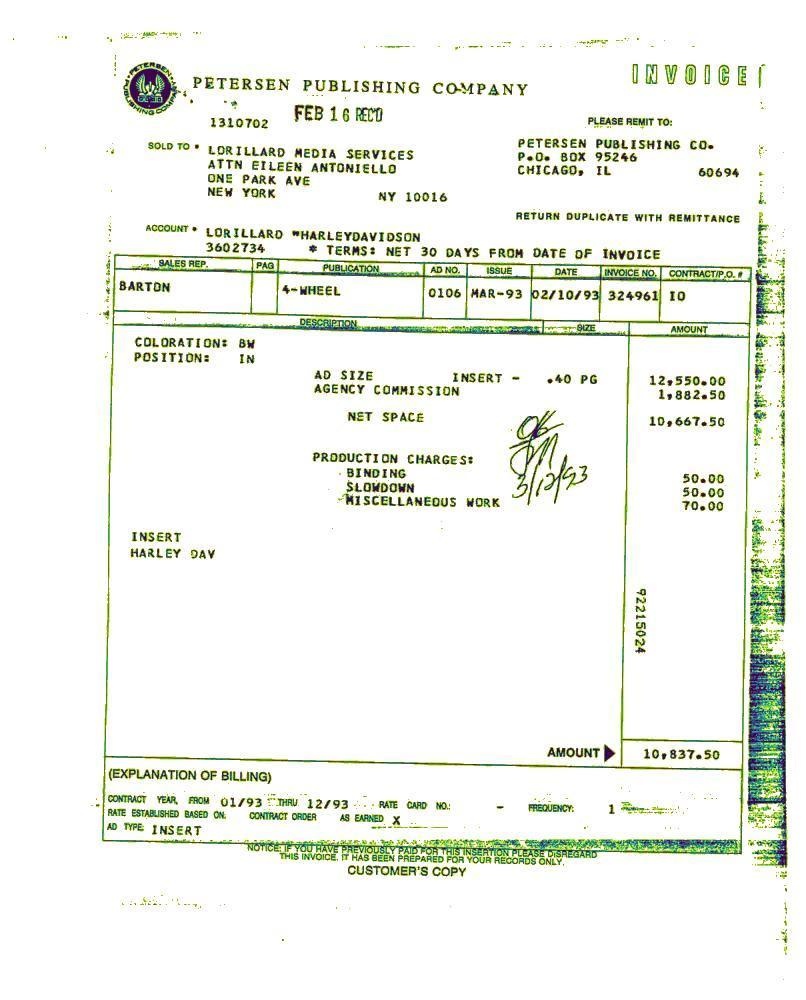 INVOICE
PETERSEN PUBLISHING COMPANY
PETERSEN PUBLISHING COMPANY
FEB 16 REC'D
1310702
PLEASE REMIT TO:
SOLD TO • LORILLARD MEDIA SERVICES
ATTN EILEEN ANTONIELLO
ONE PARK AVE
NEW YORK NY 10016
PETERSEN PUBLISHING CO.
P.O. BOX 95246
CHICAGO, IL 60694
RETURN DUPLICATE WITH REMITTANCE
ACCOUNT • LORILLARD "HARLEYDAVIDSON
3602734 * TERMS: NET 30 DAYS FROM DATE OF INVOICE
SALES REP. PAG PUBLICATION AD NO. ISSUE DATE INVOICE NO. CONTRACT/P.O. #
BARTON 4-WHEEL 0106 MAR-93 02/10/93 324961 IO
DESCRIPTION SIZE AMOUNT
COLORATION: BW
POSITION: IN
AD SIZE INSERT - .40 PG 12,550.00
AGENCY COMMISSION 1,882.50
NET SPACE 10,667.50
OK
3/12/93
PRODUCTION CHARGES:
BINDING 50.00
SLOWDOWN 50.00
MISCELLANEOUS WORK 70.00
INSERT
HARLEY DAV
92215024
AMOUNT 10,837.50
(EXPLANATION OF BILLING)
CONTRACT YEAR, FROM 01/93 THRU 12/93 RATE CARD NO.: - FREQUENCY: 1
RATE ESTABLISHED BASED ON: CONTRACT ORDER AS EARNED X
AD TYPE: INSERT
NOTICE: IF YOU HAVE PREVIOUSLY PAID FOR THIS INSERTION PLEASE DISREGARD
THIS INVOICE. IT HAS BEEN PREPARED FOR YOUR RECORDS ONLY.
CUSTOMER'S COPY